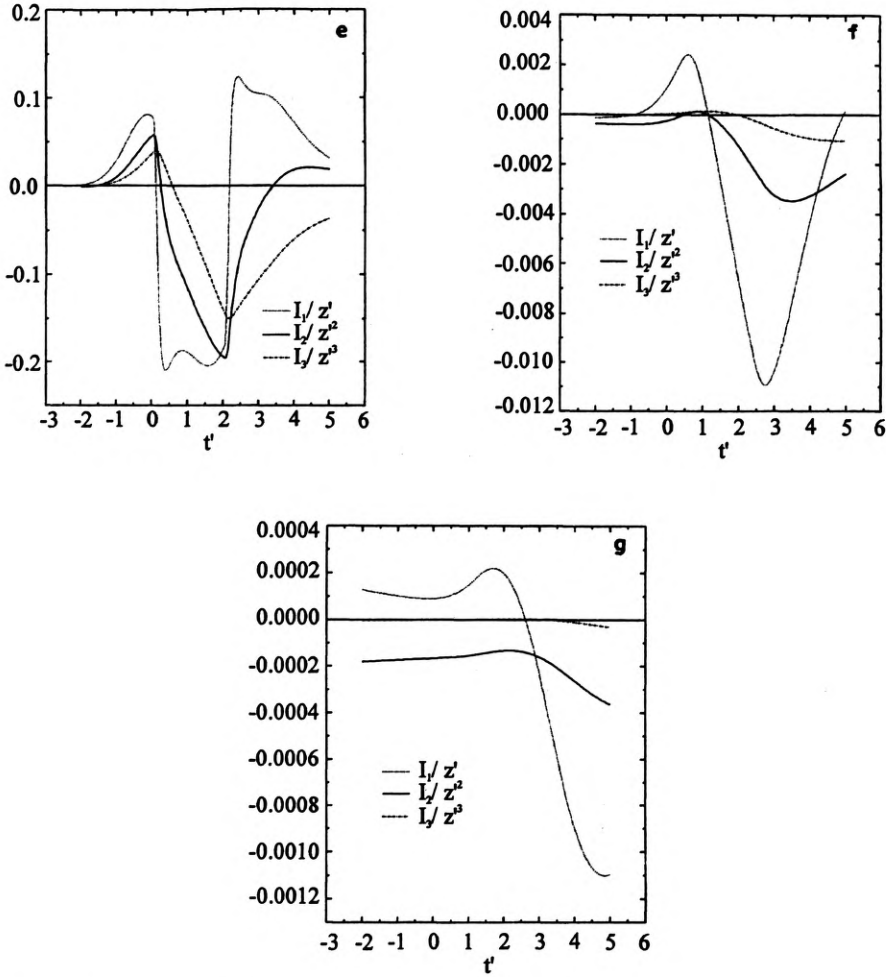 e
0.2
0.1
0.0
-0.1
-0.2
I₁/ z'
I₂/ z'²
I₃/ z'³
-3 -2 -1 0 1 2 3 4 5 6
t'
f
0.004
0.002
0.000
-0.002
-0.004
-0.006
-0.008
-0.010
-0.012
I₁/ z'
I₂/ z'²
I₃/ z'³
-3 -2 -1 0 1 2 3 4 5 6
t'
g
0.0004
0.0002
0.0000
-0.0002
-0.0004
-0.0006
-0.0008
-0.0010
-0.0012
I₁/ z'
I₂/ z'²
I₃/ z'³
-3 -2 -1 0 1 2 3 4 5 6
t'